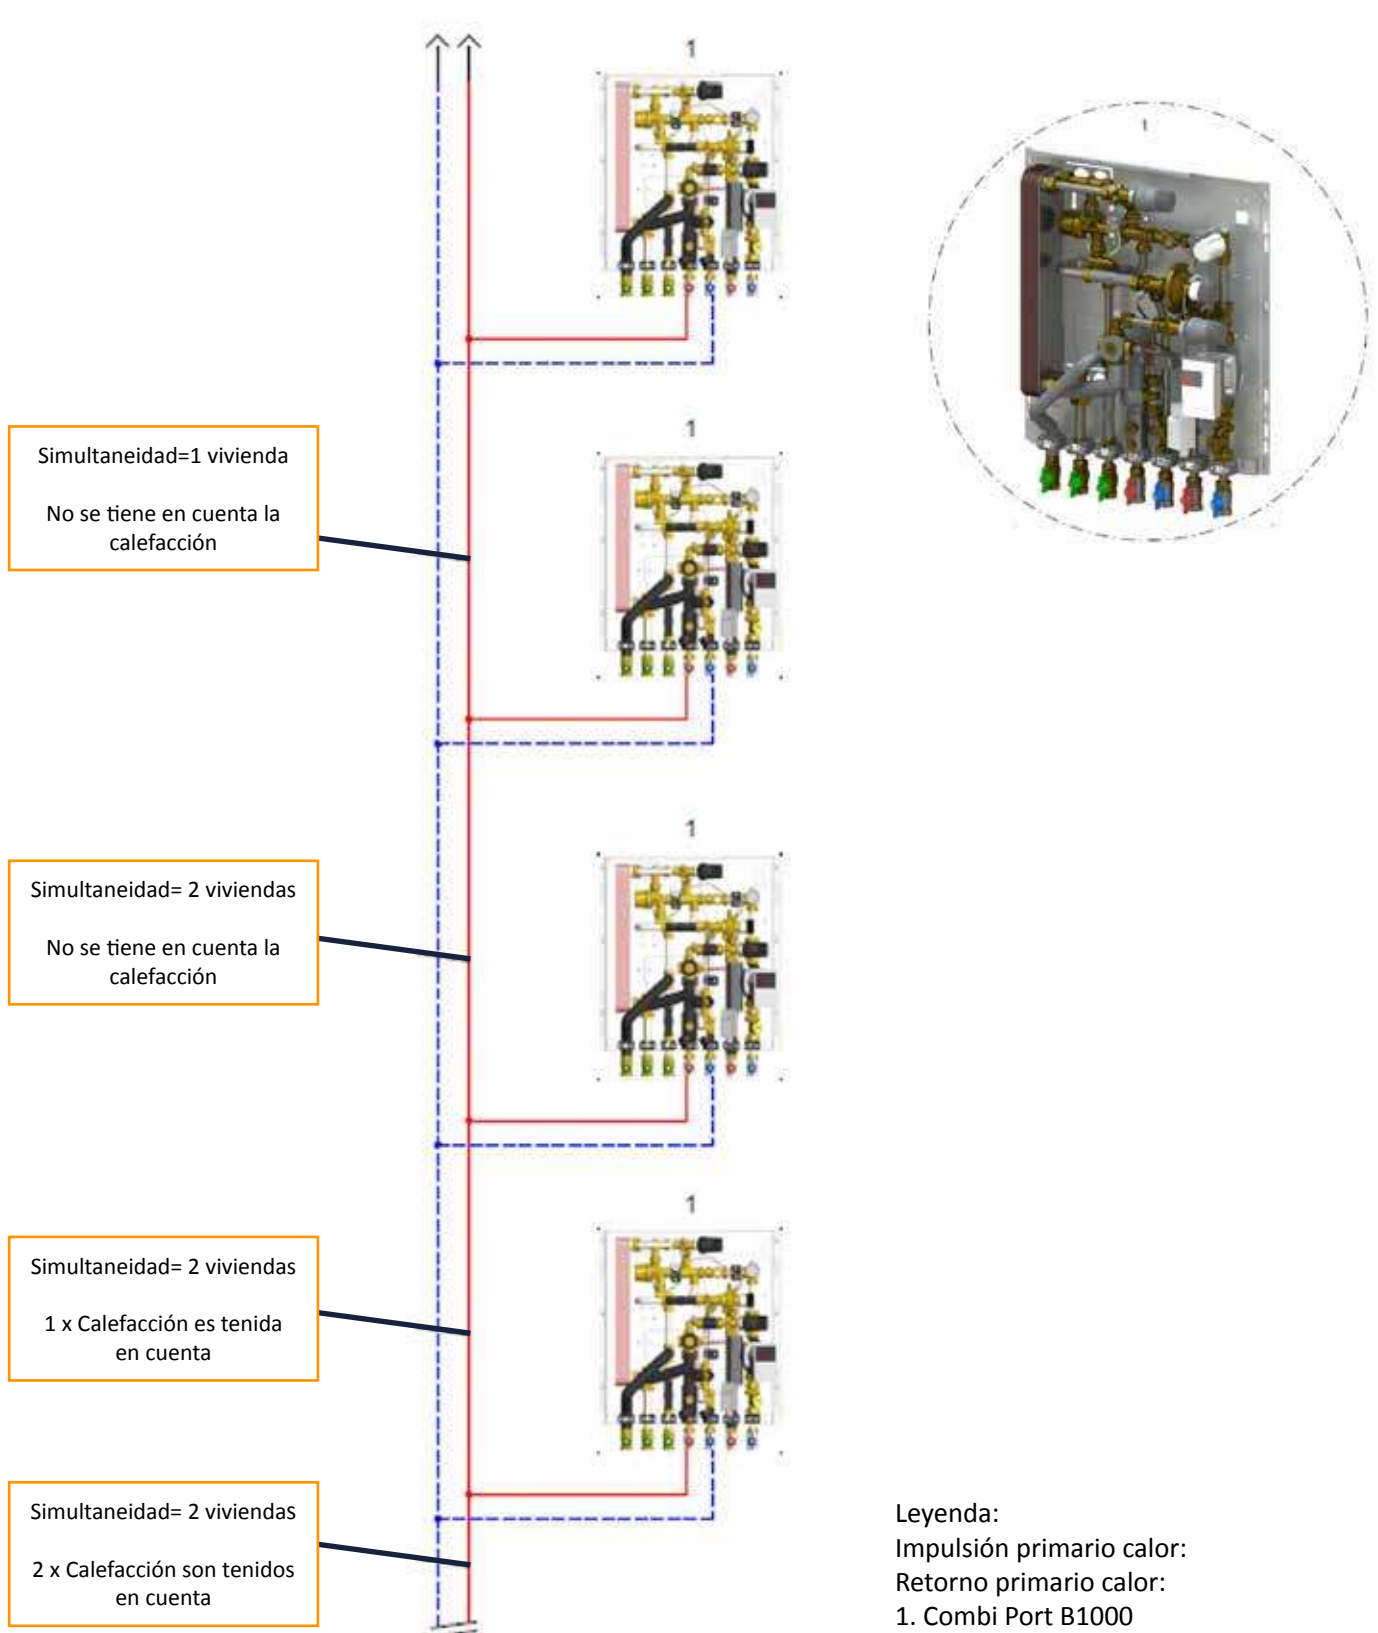 1
1
1
Simultaneidad=1 vivienda
No se tiene en cuenta la
calefacción
1
Simultaneidad= 2 viviendas
No se tiene en cuenta la
calefacción
1
Simultaneidad= 2 viviendas
1 x Calefacción es tenida
en cuenta
Simultaneidad= 2 viviendas
2 x Calefacción son tenidos
en cuenta
Leyenda:
Impulsión primario calor:
Retorno primario calor:
1. Combi Port B1000